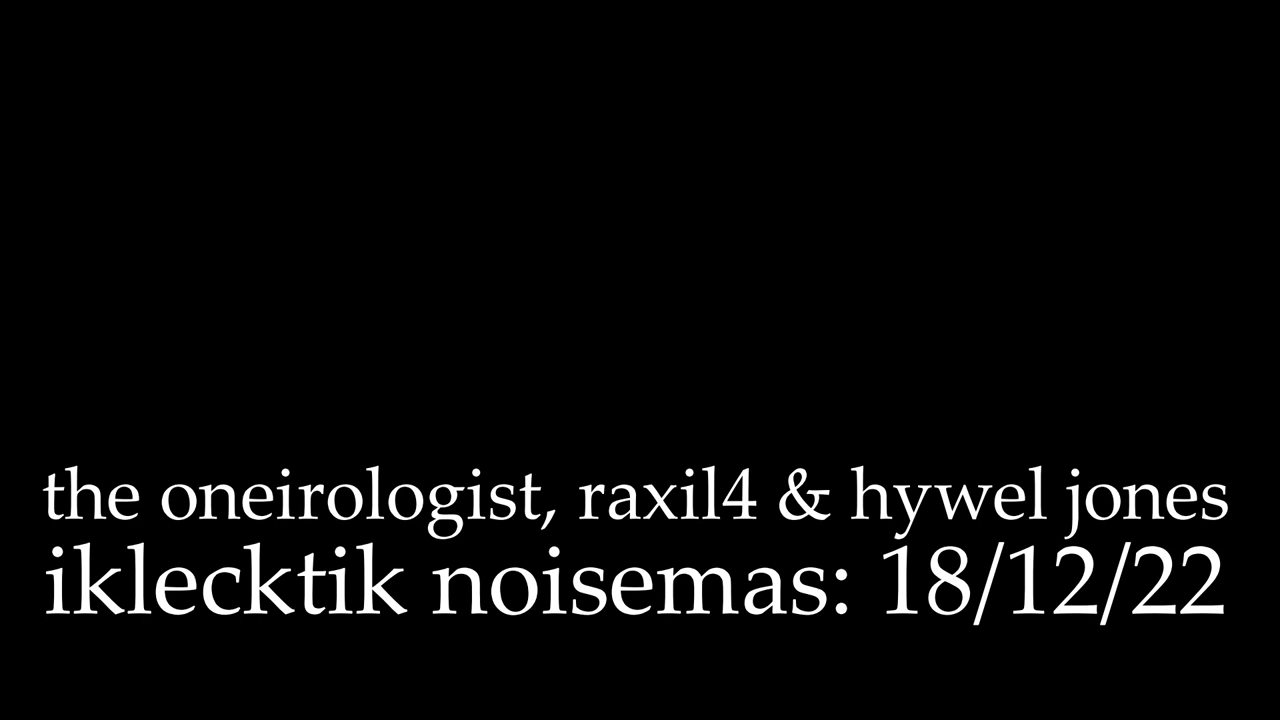 the oneirologist, raxil4 & hywel jones
iklecktik noisemas: 18/12/22